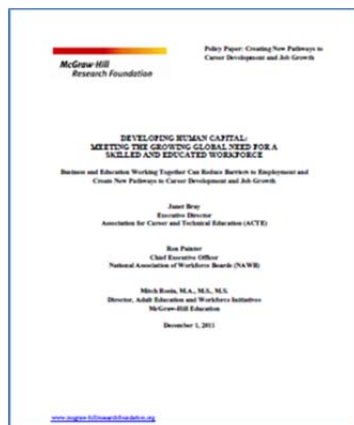 McGraw-Hill
Research Foundation
Policy Paper: Creating New Pathways to
Career Development and Job Growth
DEVELOPING HUMAN CAPITAL:
MEETING THE GROWING GLOBAL NEED FOR A
SKILLED AND EDUCATED WORKFORCE
Business and Education Working Together Can Reduce Barriers to Employment and
Create New Pathways to Career Development and Job Growth
Janet Bray
Executive Director
Association for Career and Technical Education (ACTE)
Ron Painter
Chief Executive Officer
National Association of Workforce Boards (NAWB)
Mitch Rosin, M.A., M.S., M.S.
Director, Adult Education and Workforce Initiatives
McGraw-Hill Education
December 1, 2011
www.mcgraw-hillresearchfoundation.org